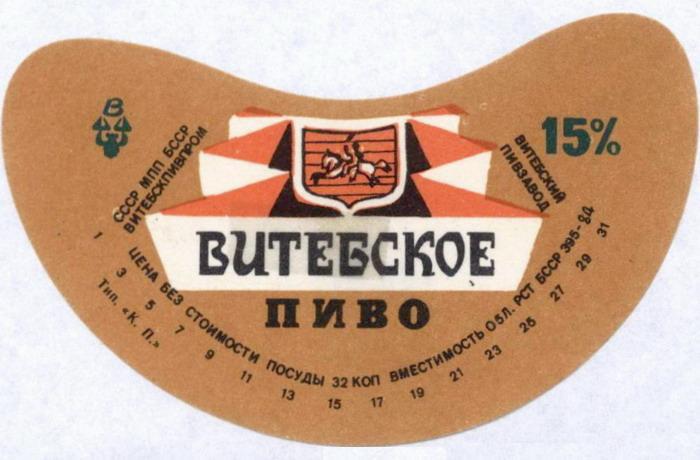 В
15%
СССР МПП БССР
ВИТЕБСКПИВПРОМ
ВИТЕБСКИЙ
ПИВЗАВОД
ВИТЕБСКОЕ
ПИВО
ЦЕНА БЕЗ СТОИМОСТИ ПОСУДЫ 32 КОП ВМЕСТИМОСТЬ 0 5Л. РСТ БССР 395-84
1 3 5 7 9 11 13 15 17 19 21 23 25 27 29 31
Тип. «К. П.»